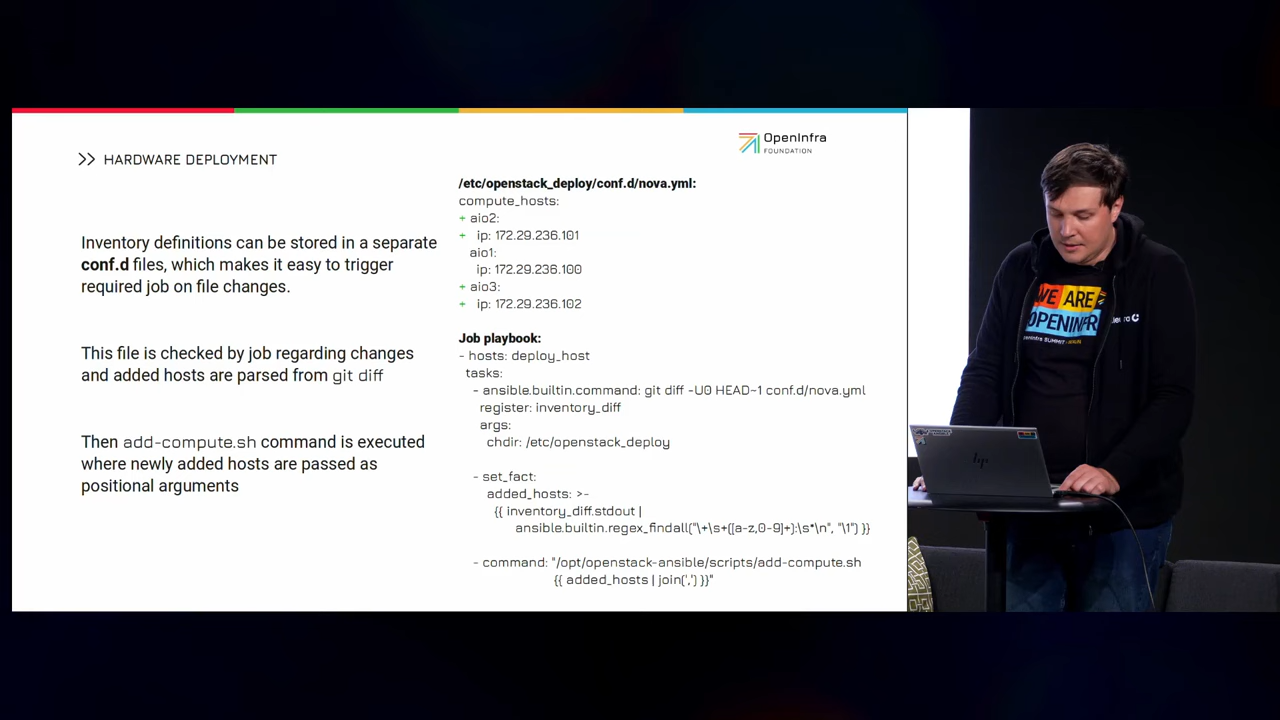 >> HARDWARE DEPLOYMENT
OpenInfra
FOUNDATION
Inventory definitions can be stored in a separate
conf.d files, which makes it easy to trigger
required job on file changes.
This file is checked by job regarding changes
and added hosts are parsed from git diff
Then add-compute.sh command is executed
where newly added hosts are passed as
positional arguments
/etc/openstack_deploy/conf.d/nova.yml:
compute_hosts:
+ aio2:
+ ip: 172.29.236.101
aio1:
ip: 172.29.236.100
+ aio3:
+ ip: 172.29.236.102
Job playbook:
- hosts: deploy_host
tasks:
- ansible.builtin.command: git diff -U0 HEAD~1 conf.d/nova.yml
register: inventory_diff
args:
chdir: /etc/openstack_deploy
- set_fact:
added_hosts: >-
{{ inventory_diff.stdout |
ansible.builtin.regex_findall("\+\s+([a-z,0-9]+):\s*\n", "\1") }}
- command: "/opt/openstack-ansible/scripts/add-compute.sh
{{ added_hosts | join(',') }}"
WE ARE
OPENINFR
OpenInfra SUMMIT : BERLIN
hp